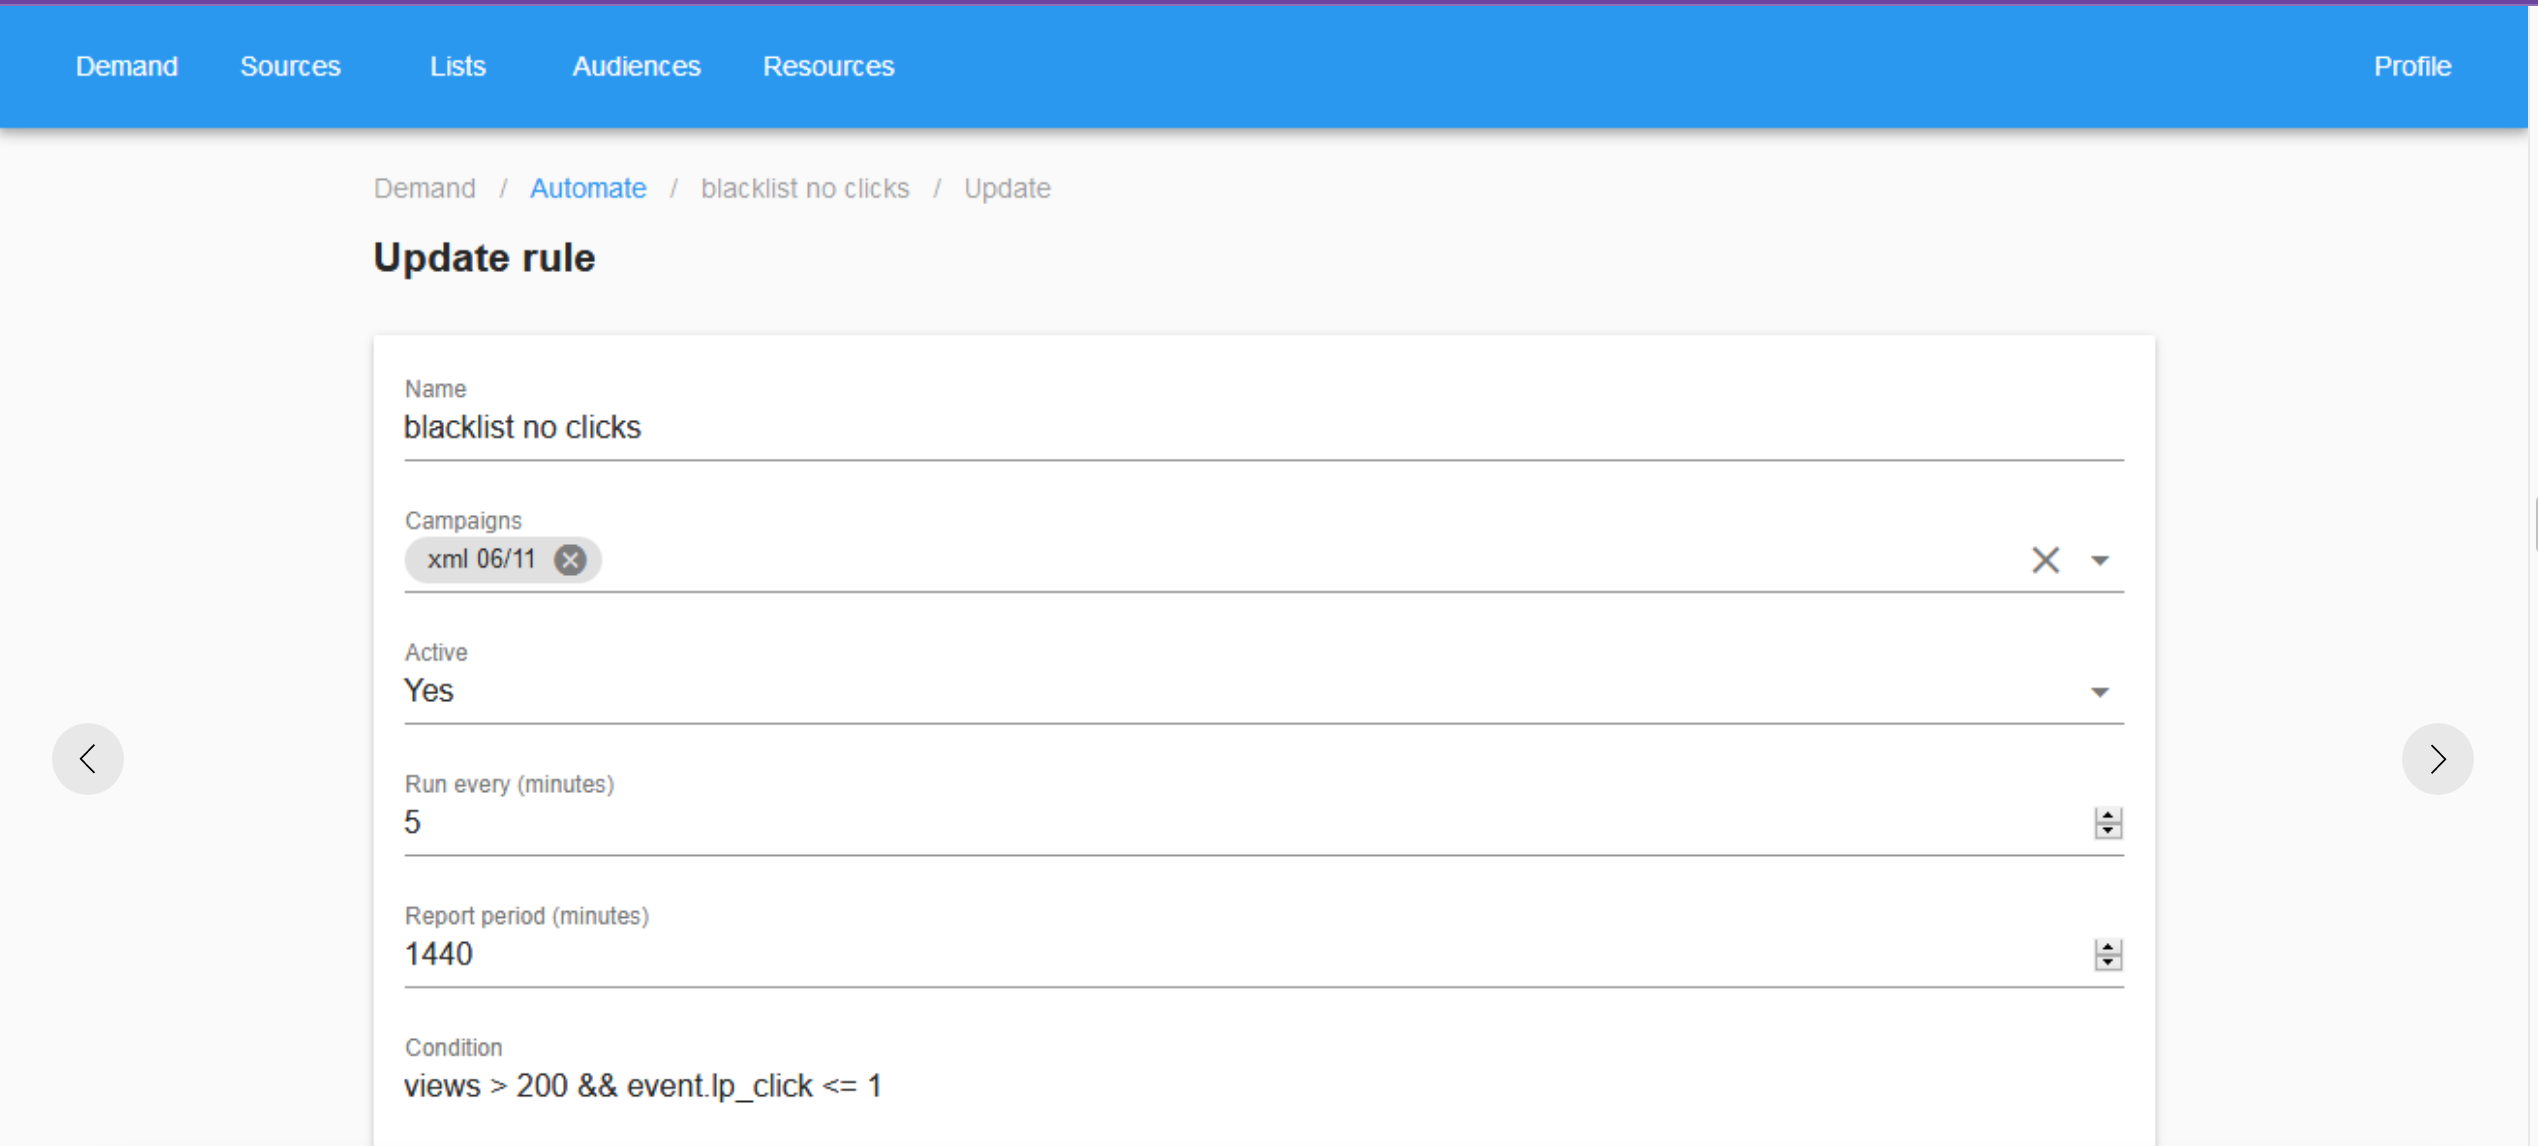 Demand Sources Lists Audiences Resources Profile
Demand / Automate / blacklist no clicks / Update
Update rule
Name
blacklist no clicks
Campaigns
xml 06/11
Active
Yes
Run every (minutes)
5
Report period (minutes)
1440
Condition
views > 200 && event.lp_click <= 1